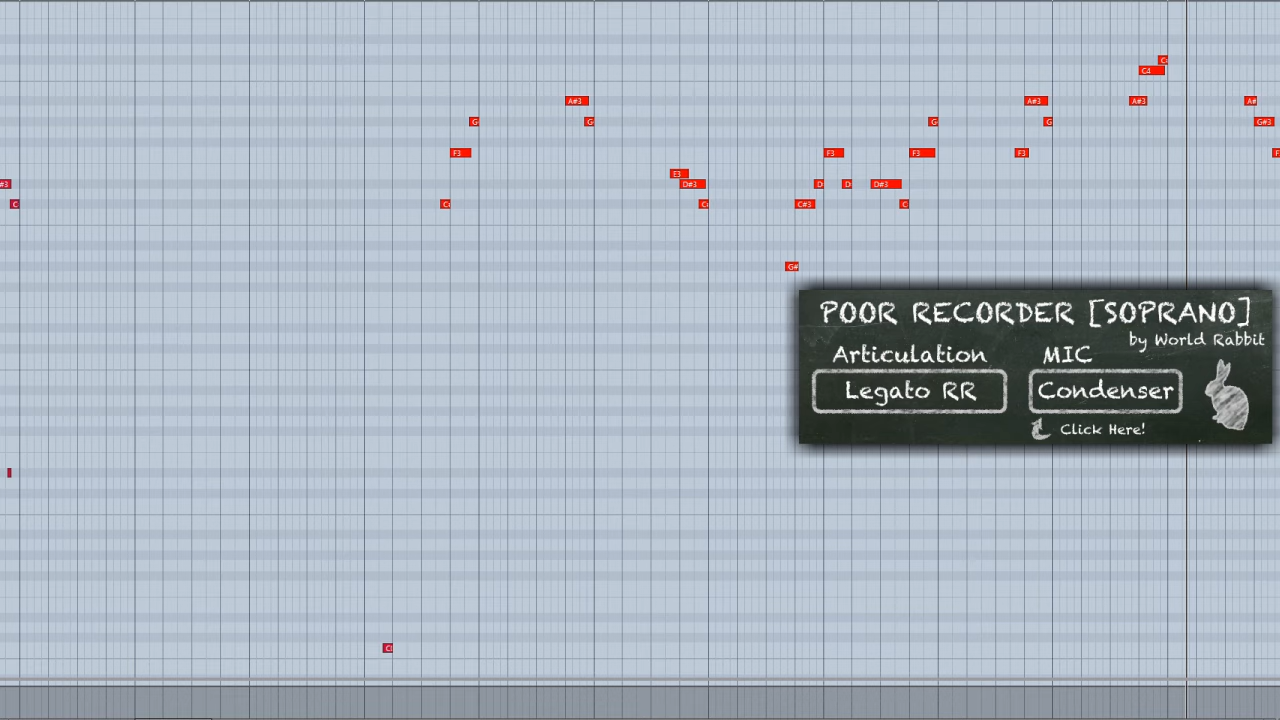 C
C4
A#3
A#3
A#3
A#
G
G
G
G
G#3
F3
F3
F3
F3
F
E3
#3
D#3
D
D
D#3
C
C
C
C#3
C
G#
POOR RECORDER [SOPRANO]
by World Rabbit
Articulation
MIC
Legato RR
Condenser
Click Here!
C